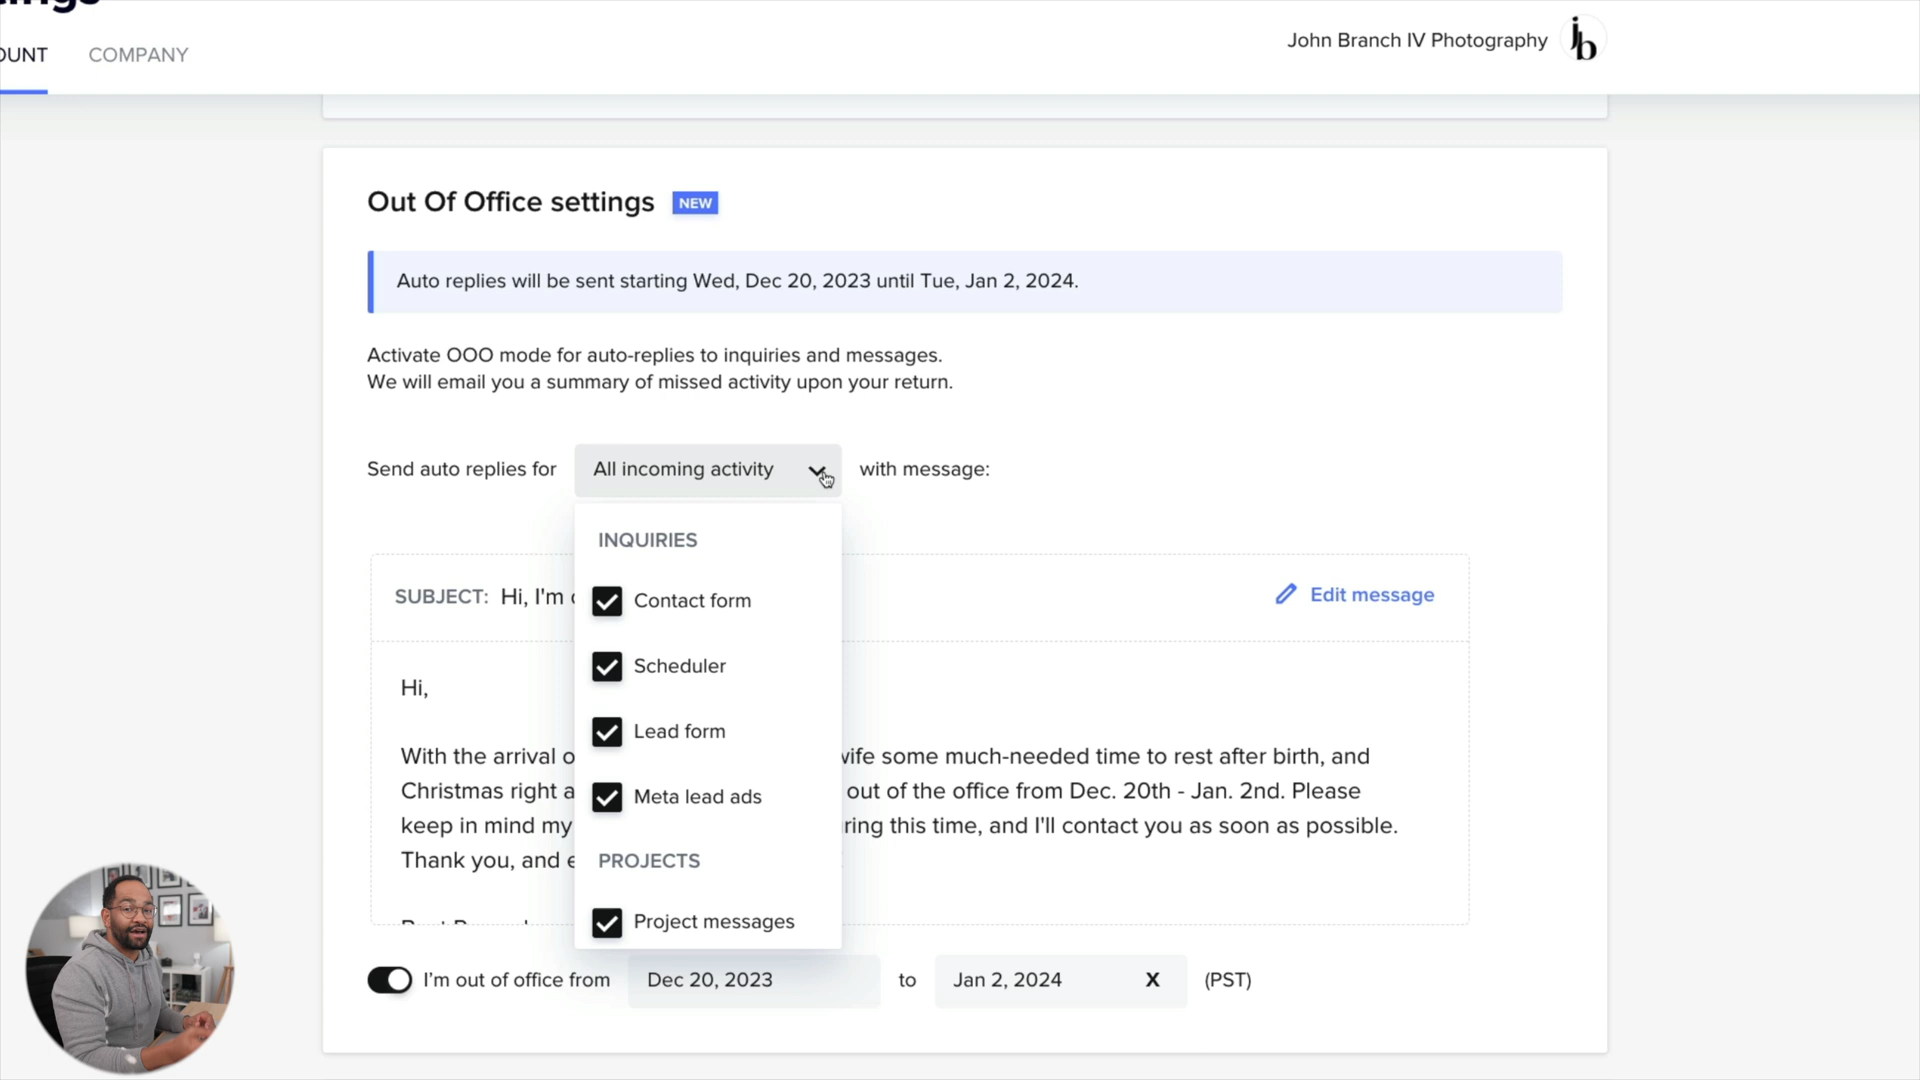 OUNT COMPANY
John Branch IV Photography
jb
Out Of Office settings NEW
Auto replies will be sent starting Wed, Dec 20, 2023 until Tue, Jan 2, 2024.
Activate OOO mode for auto-replies to inquiries and messages.
We will email you a summary of missed activity upon your return.
Send auto replies for All incoming activity with message:
INQUIRIES
Contact form
Scheduler
Lead form
Meta lead ads
PROJECTS
Project messages
SUBJECT: Hi, I'm
Edit message
Hi,
With the arrival wife some much-needed time to rest after birth, and
Christmas right out of the office from Dec. 20th - Jan. 2nd. Please
keep in mind my ring this time, and I'll contact you as soon as possible.
Thank you, and
I'm out of office from Dec 20, 2023 to Jan 2, 2024 X (PST)